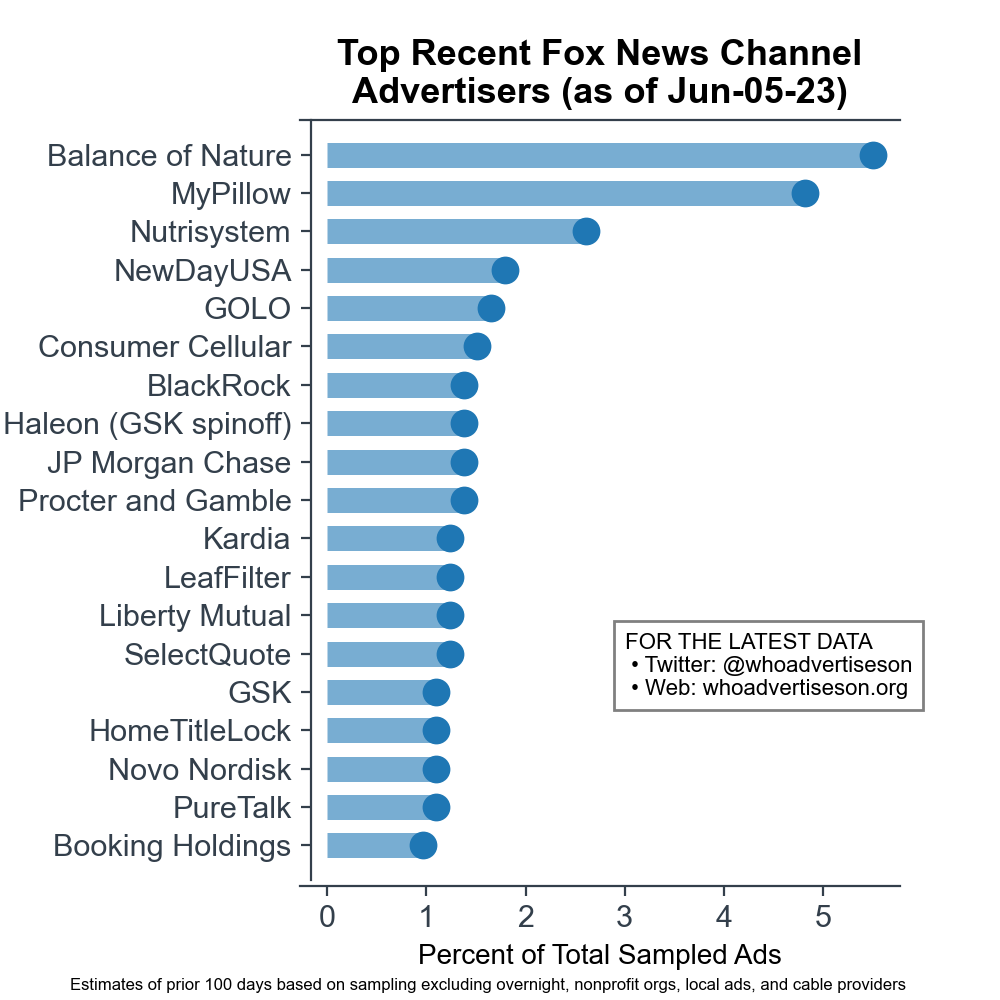 Top Recent Fox News Channel
Advertisers (as of Jun-05-23)
Balance of Nature
MyPillow
Nutrisystem
NewDayUSA
GOLO
Consumer Cellular
BlackRock
Haleon (GSK spinoff)
JP Morgan Chase
Procter and Gamble
Kardia
LeafFilter
Liberty Mutual
SelectQuote
GSK
HomeTitleLock
Novo Nordisk
PureTalk
Booking Holdings
FOR THE LATEST DATA
• Twitter: @whoadvertiseson
• Web: whoadvertiseson.org
0 1 2 3 4 5
Percent of Total Sampled Ads
Estimates of prior 100 days based on sampling excluding overnight, nonprofit orgs, local ads, and cable providers